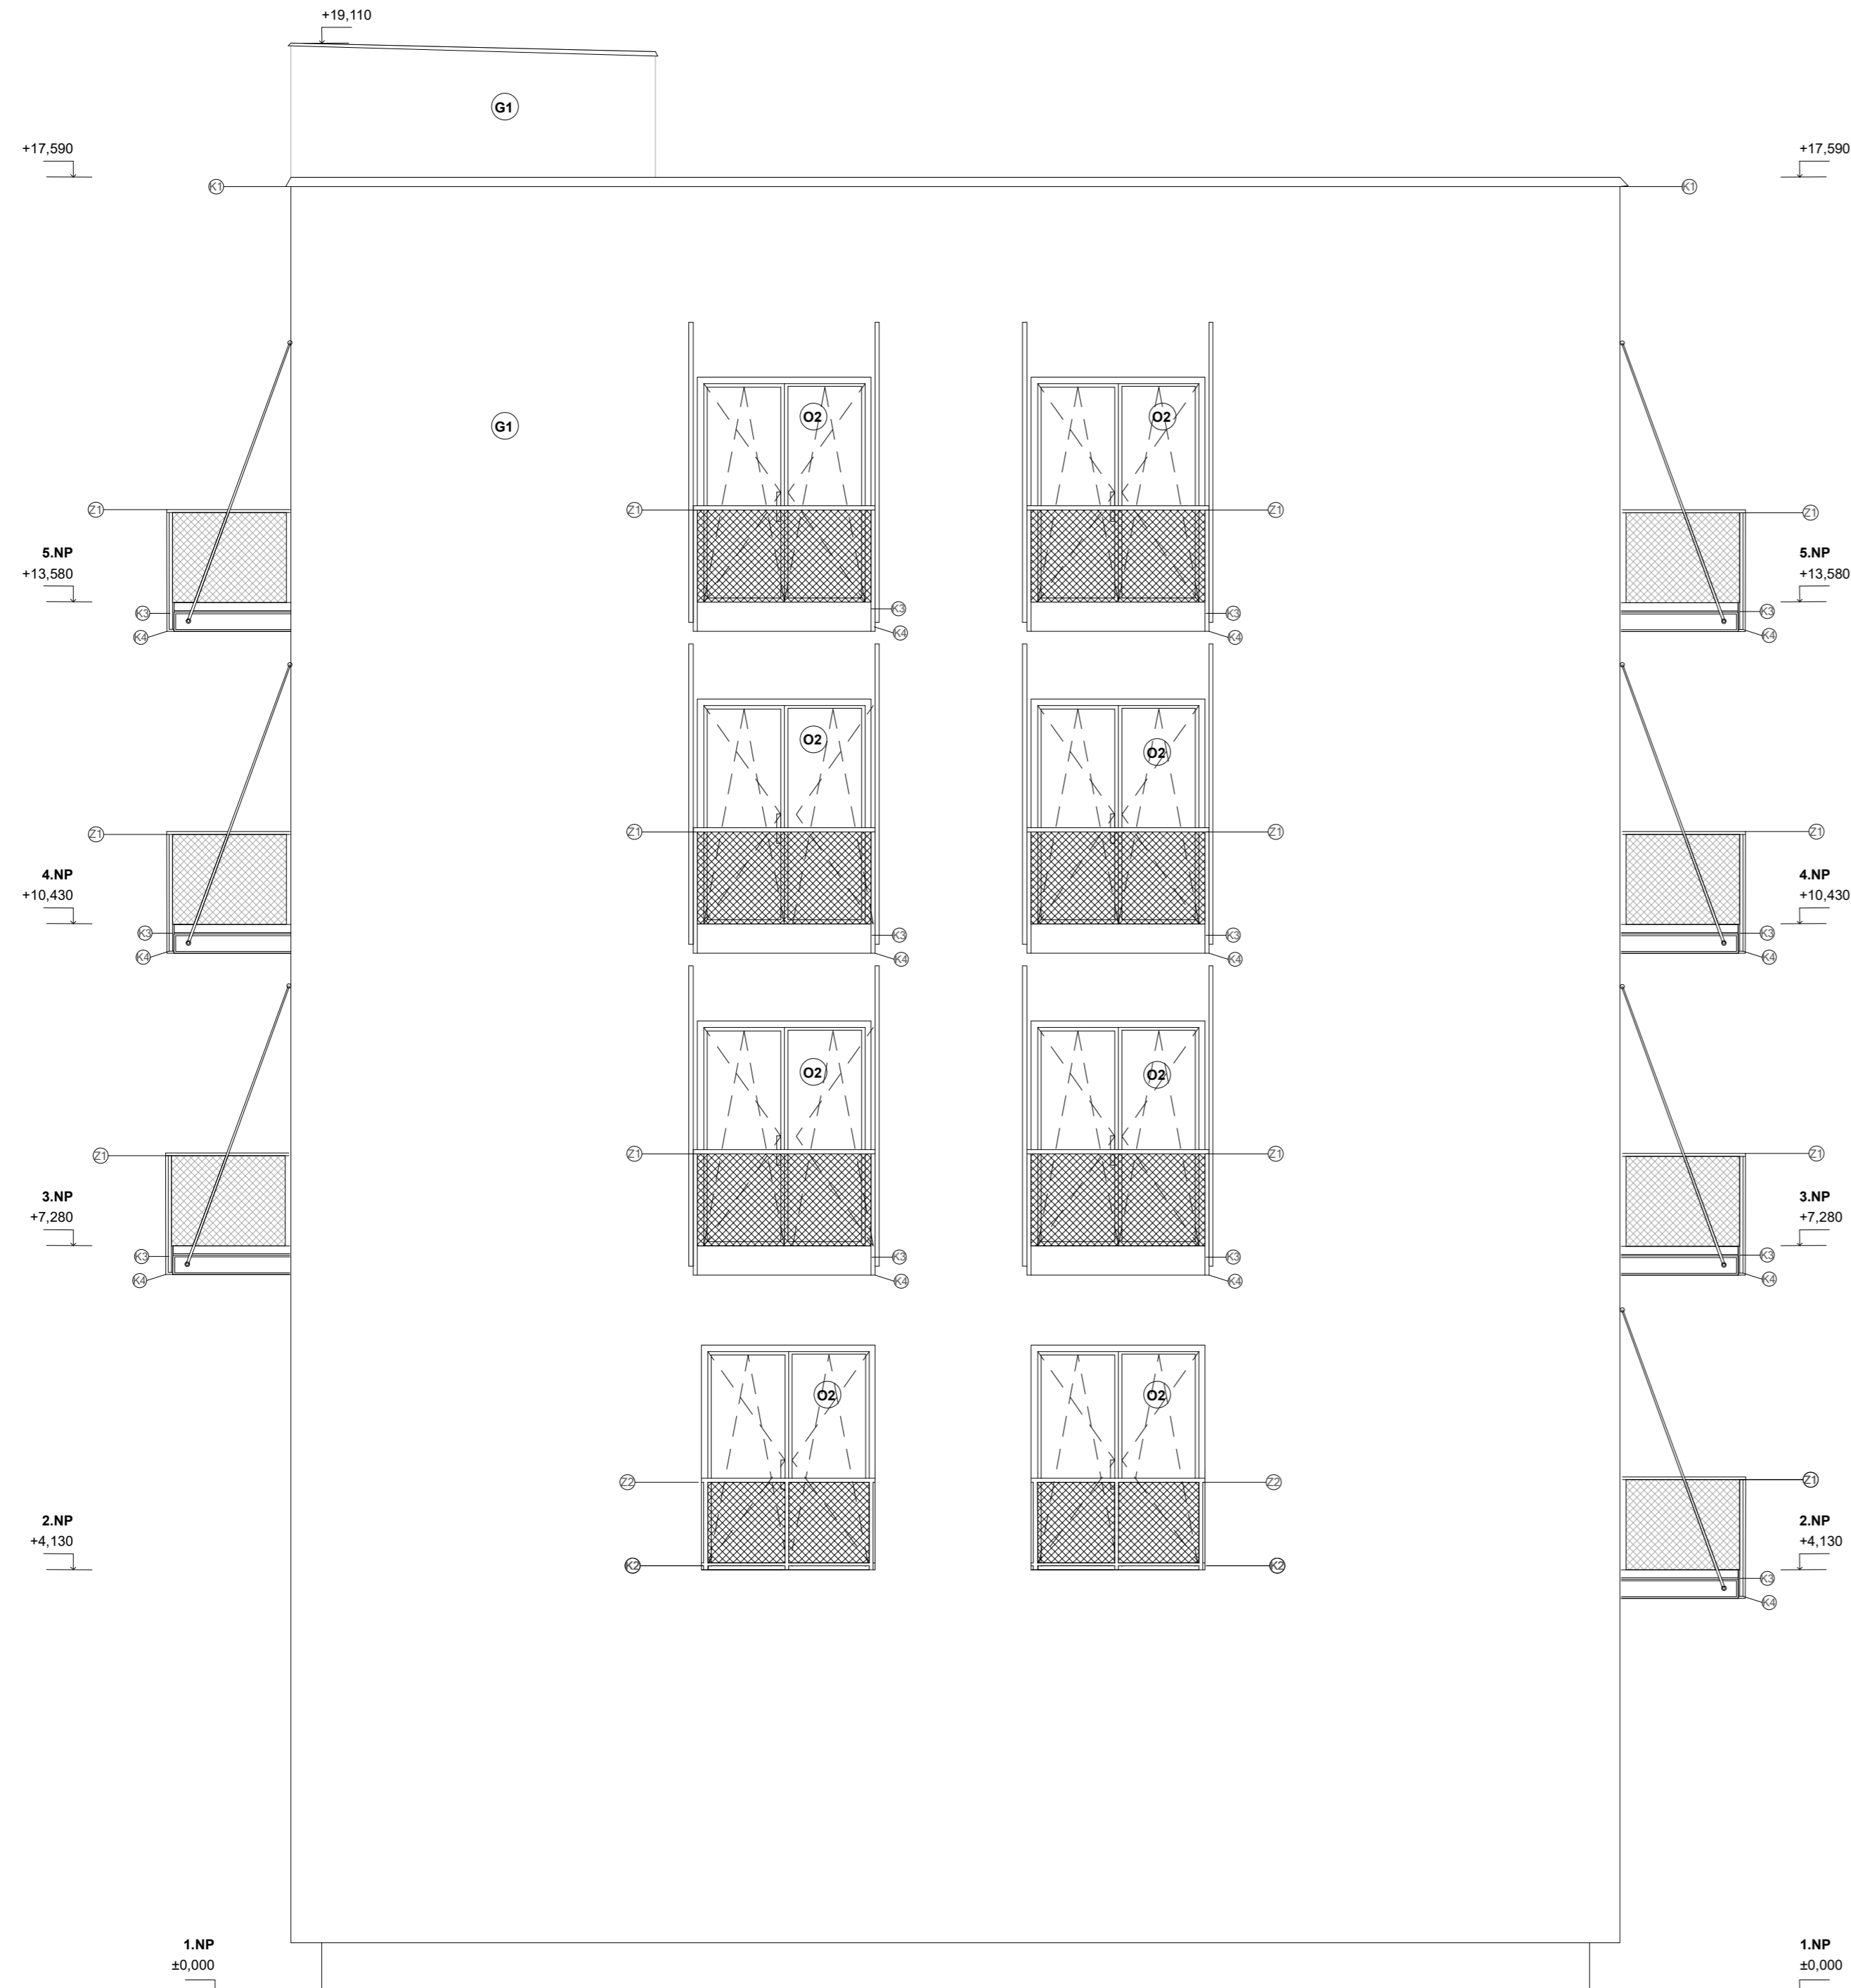 +19,110
G1
+17,590
+17,590
K1
K1
O2
O2
G1
Z1
Z1
Z1
Z1
5.NP
+13,580
5.NP
+13,580
K3
K3
K3
K3
K4
K4
K4
K4
O2
O2
Z1
Z1
Z1
Z1
4.NP
+10,430
4.NP
+10,430
K3
K3
K3
K3
K4
K4
K4
K4
O2
O2
Z1
Z1
Z1
Z1
3.NP
+7,280
3.NP
+7,280
K3
K3
K3
K3
K4
K4
K4
K4
O2
O2
Z2
Z2
Z1
2.NP
+4,130
2.NP
+4,130
K2
K2
K3
K4
1.NP
±0,000
1.NP
±0,000